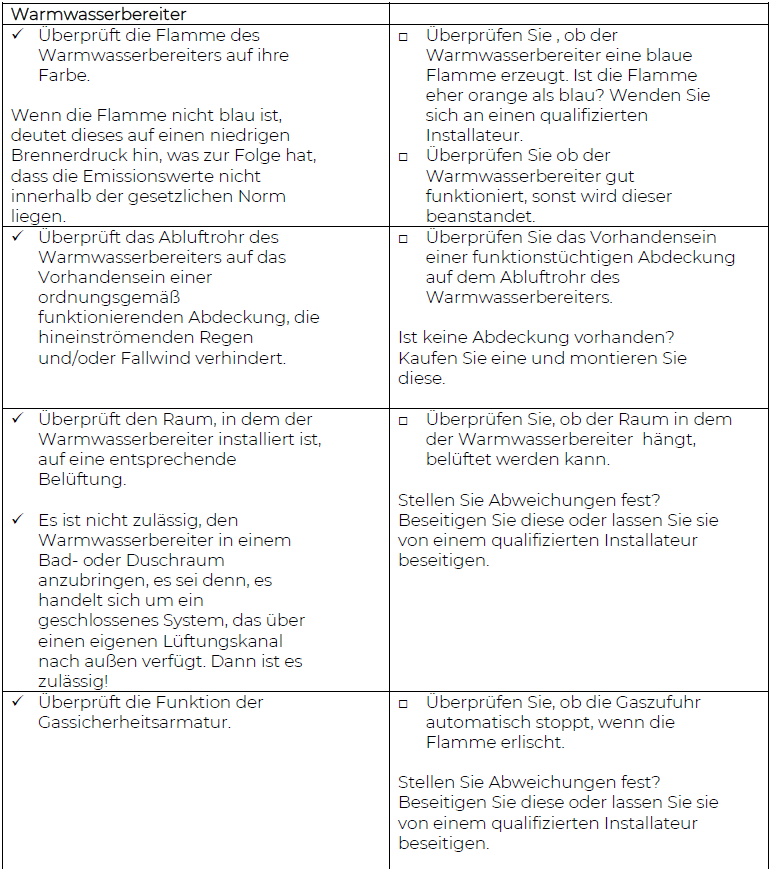 Warmwasserbereiter
✓ Überprüft die Flamme des
Warmwasserbereiters auf ihre
Farbe.
Wenn die Flamme nicht blau ist,
deutet dieses auf einen niedrigen
Brennerdruck hin, was zur Folge hat,
dass die Emissionswerte nicht
innerhalb der gesetzlichen Norm
liegen.
□ Überprüfen Sie , ob der
Warmwasserbereiter eine blaue
Flamme erzeugt. Ist die Flamme
eher orange als blau? Wenden Sie
sich an einen qualifizierten
Installateur.
□ Überprüfen Sie ob der
Warmwasserbereiter gut
funktioniert, sonst wird dieser
beanstandet.
✓ Überprüft das Abluftrohr des
Warmwasserbereiters auf das
Vorhandensein einer
ordnungsgemäß
funktionierenden Abdeckung, die
hineinströmenden Regen
und/oder Fallwind verhindert.
□ Überprüfen Sie das Vorhandensein
einer funktionstüchtigen Abdeckung
auf dem Abluftrohr des
Warmwasserbereiters.
Ist keine Abdeckung vorhanden?
Kaufen Sie eine und montieren Sie
diese.
✓ Überprüft den Raum, in dem der
Warmwasserbereiter installiert ist,
auf eine entsprechende
Belüftung.
✓ Es ist nicht zulässig, den
Warmwasserbereiter in einem
Bad- oder Duschraum
anzubringen, es sei denn, es
handelt sich um ein
geschlossenes System, das über
einen eigenen Lüftungskanal
nach außen verfügt. Dann ist es
zulässig!
□ Überprüfen Sie, ob der Raum in dem
der Warmwasserbereiter hängt,
belüftet werden kann.
Stellen Sie Abweichungen fest?
Beseitigen Sie diese oder lassen Sie sie
von einem qualifizierten Installateur
beseitigen.
✓ Überprüft die Funktion der
Gassicherheitsarmatur.
□ Überprüfen Sie, ob die Gaszufuhr
automatisch stoppt, wenn die
Flamme erlischt.
Stellen Sie Abweichungen fest?
Beseitigen Sie diese oder lassen Sie sie
von einem qualifizierten Installateur
beseitigen.